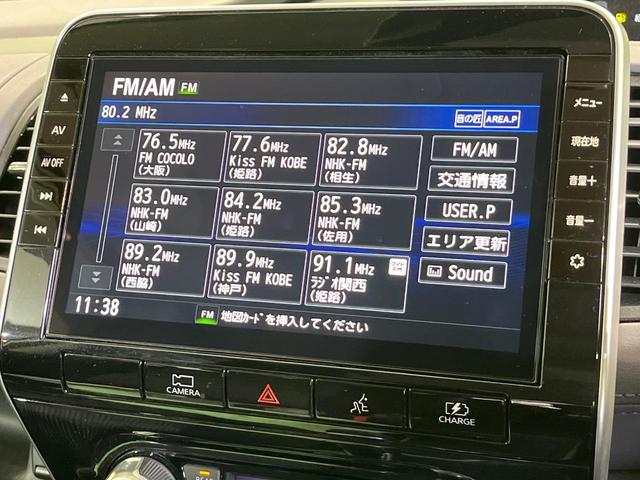 FM/AM FM
80.2 MHz
音の匠 AREA.P
76.5MHz
FM COCOLO
(大阪)
77.6MHz
Kiss FM KOBE
(姫路)
82.8MHz
NHK-FM
(相生)
83.0MHz
NHK-FM
(山崎)
84.2MHz
NHK-FM
(姫路)
85.3MHz
NHK-FM
(佐用)
89.2MHz
NHK-FM
(西脇)
89.9MHz
Kiss FM KOBE
(神戸)
91.1MHz
ワイドFM
ラジオ関西
(姫路)
FM/AM
交通情報
USER.P
エリア更新
Sound
11:38
FM 地図カードを挿入してください
AV
AV OFF
メニュー
現在地
音量+
音量-
CAMERA
CHARGE
REAR